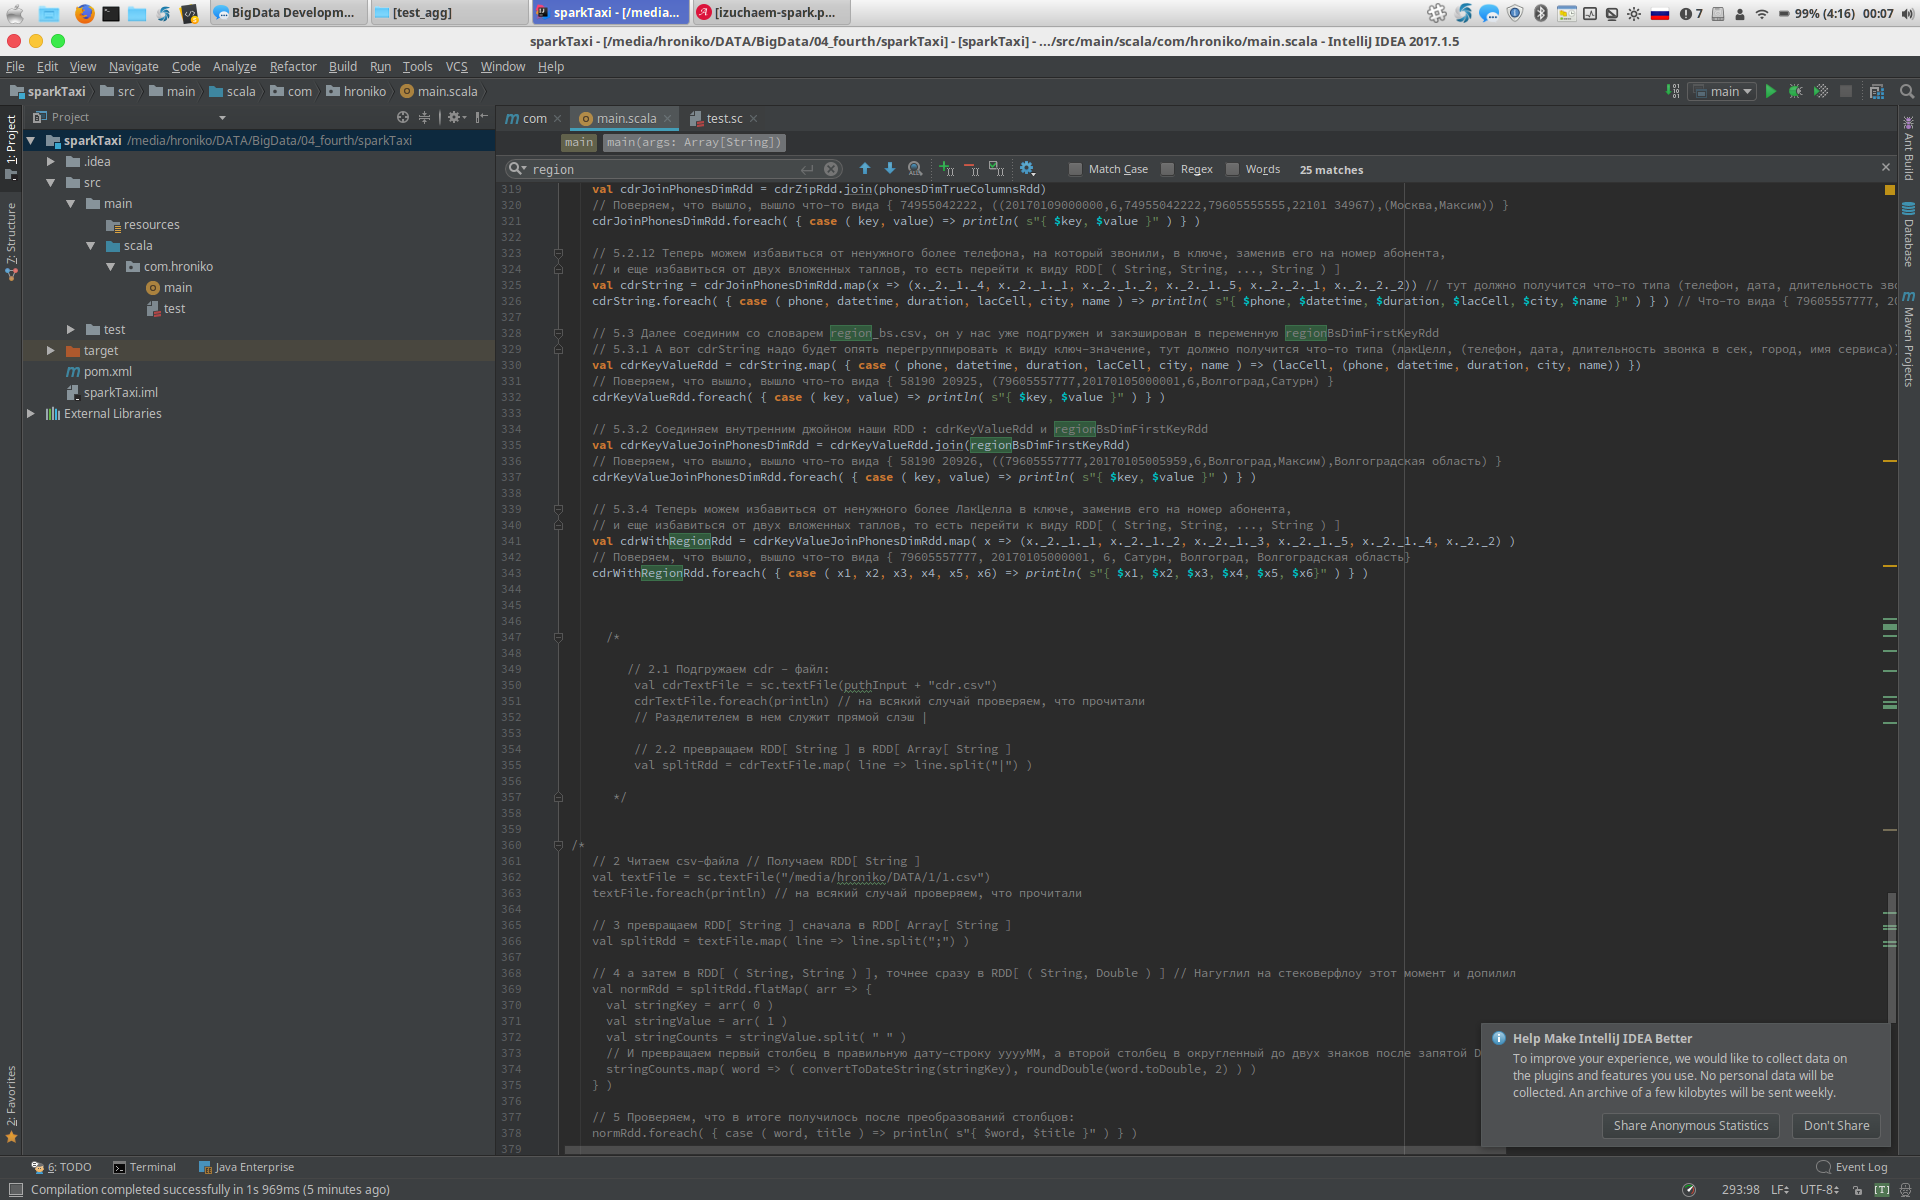 BigData Developm...
[test_agg]
sparkTaxi - [/media...
[izuchaem-spark.p...
7
99% (4:16)
00:07
sparkTaxi - [/media/hroniko/DATA/BigData/04_fourth/sparkTaxi] - [sparkTaxi] - .../src/main/scala/com/hroniko/main.scala - IntelliJ IDEA 2017.1.5
File Edit View Navigate Code Analyze Refactor Build Run Tools VCS Window Help
sparkTaxi src main scala com hroniko main.scala
main
Project
com main.scala test.sc
main main(args: Array[String])
region
Match Case Regex Words 25 matches
1: Project
7: Structure
2: Favorites
Ant Build
Database
Maven Projects
sparkTaxi /media/hroniko/DATA/BigData/04_fourth/sparkTaxi
.idea
src
main
resources
scala
com.hroniko
main
test
test
target
pom.xml
sparkTaxi.iml
External Libraries
319 val cdrJoinPhonesDimRdd = cdrZipRdd.join(phonesDimTrueColumnsRdd)
320 // Поверяем, что вышло, вышло что-то вида { 74955042222, ((20170109000000,6,74955042222,79605555555,22101 34967),(Москва,Максим)) }
321 cdrJoinPhonesDimRdd.foreach( { case ( key, value) => println( s"{ $key, $value }" ) } )
322
323 // 5.2.12 Теперь можем избавиться от ненужного более телефона, на который звонили, в ключе, заменив его на номер абонента,
324 // и еще избавиться от двух вложенных таплов, то есть перейти к виду RDD[ ( String, String, ..., String ) ]
325 val cdrString = cdrJoinPhonesDimRdd.map(x => (x._2._1._4, x._2._1._1, x._2._1._2, x._2._1._5, x._2._2._1, x._2._2._2)) // тут должно получится что-то типа (телефон, дата, длительность зво
326 cdrString.foreach( { case ( phone, datetime, duration, lacCell, city, name ) => println( s"{ $phone, $datetime, $duration, $lacCell, $city, $name }" ) } ) // Что-то вида { 79605557777, 20
327
328 // 5.3 Далее соединим со словарем region_bs.csv, он у нас уже подгружен и закэширован в переменную regionBsDimFirstKeyRdd
329 // 5.3.1 А вот cdrString надо будет опять перегруппировать к виду ключ-значение, тут должно получится что-то типа (лакЦелл, (телефон, дата, длительность звонка в сек, город, имя сервиса))
330 val cdrKeyValueRdd = cdrString.map( { case ( phone, datetime, duration, lacCell, city, name ) => (lacCell, (phone, datetime, duration, city, name)) })
331 // Поверяем, что вышло, вышло что-то вида { 58190 20925, (79605557777,20170105000001,6,Волгоград,Сатурн) }
332 cdrKeyValueRdd.foreach( { case ( key, value) => println( s"{ $key, $value }" ) } )
333
334 // 5.3.2 Соединяем внутренним джойном наши RDD : cdrKeyValueRdd и regionBsDimFirstKeyRdd
335 val cdrKeyValueJoinPhonesDimRdd = cdrKeyValueRdd.join(regionBsDimFirstKeyRdd)
336 // Поверяем, что вышло, вышло что-то вида { 58190 20926, ((79605557777,20170105005959,6,Волгоград,Максим),Волгоградская область) }
337 cdrKeyValueJoinPhonesDimRdd.foreach( { case ( key, value) => println( s"{ $key, $value }" ) } )
338
339 // 5.3.4 Теперь можем избавиться от ненужного более ЛакЦелла в ключе, заменив его на номер абонента,
340 // и еще избавиться от двух вложенных таплов, то есть перейти к виду RDD[ ( String, String, ..., String ) ]
341 val cdrWithRegionRdd = cdrKeyValueJoinPhonesDimRdd.map( x => (x._2._1._1, x._2._1._2, x._2._1._3, x._2._1._5, x._2._1._4, x._2._2) )
342 // Поверяем, что вышло, вышло что-то вида { 79605557777, 20170105000001, 6, Сатурн, Волгоград, Волгоградская область}
343 cdrWithRegionRdd.foreach( { case ( x1, x2, x3, x4, x5, x6) => println( s"{ $x1, $x2, $x3, $x4, $x5, $x6}" ) } )
344
345
346
347 /*
348
349 // 2.1 Подгружаем cdr - файл:
350 val cdrTextFile = sc.textFile(puthInput + "cdr.csv")
351 cdrTextFile.foreach(println) // на всякий случай проверяем, что прочитали
352 // Разделителем в нем служит прямой слэш |
353
354 // 2.2 превращаем RDD[ String ] в RDD[ Array[ String ]
355 val splitRdd = cdrTextFile.map( line => line.split("|") )
356
357 */
358
359
360 /*
361 // 2 Читаем csv-файла // Получаем RDD[ String ]
362 val textFile = sc.textFile("/media/hroniko/DATA/1/1.csv")
363 textFile.foreach(println) // на всякий случай проверяем, что прочитали
364
365 // 3 превращаем RDD[ String ] сначала в RDD[ Array[ String ]
366 val splitRdd = textFile.map( line => line.split(";") )
367
368 // 4 а затем в RDD[ ( String, String ) ], точнее сразу в RDD[ ( String, Double ) ] // Нагуглил на стековерфлоу этот момент и допилил
369 val normRdd = splitRdd.flatMap( arr => {
370 val stringKey = arr( 0 )
371 val stringValue = arr( 1 )
372 val stringCounts = stringValue.split( " " )
373 // И превращаем первый столбец в правильную дату-строку yyyyMM, а второй столбец в округленный до двух знаков после запятой D
374 stringCounts.map( word => ( convertToDateString(stringKey), roundDouble(word.toDouble, 2) ) )
375 } )
376
377 // 5 Проверяем, что в итоге получилось после преобразований столбцов:
378 normRdd.foreach( { case ( word, title ) => println( s"{ $word, $title }" ) } )
379
Help Make IntelliJ IDEA Better
To improve your experience, we would like to collect data on
the plugins and features you use. No personal data will be
collected. An archive of a few kilobytes will be sent weekly.
Share Anonymous Statistics Don't Share
6: TODO Terminal Java Enterprise Event Log
Compilation completed successfully in 1s 969ms (5 minutes ago) 293:98 LF UTF-8 [T]